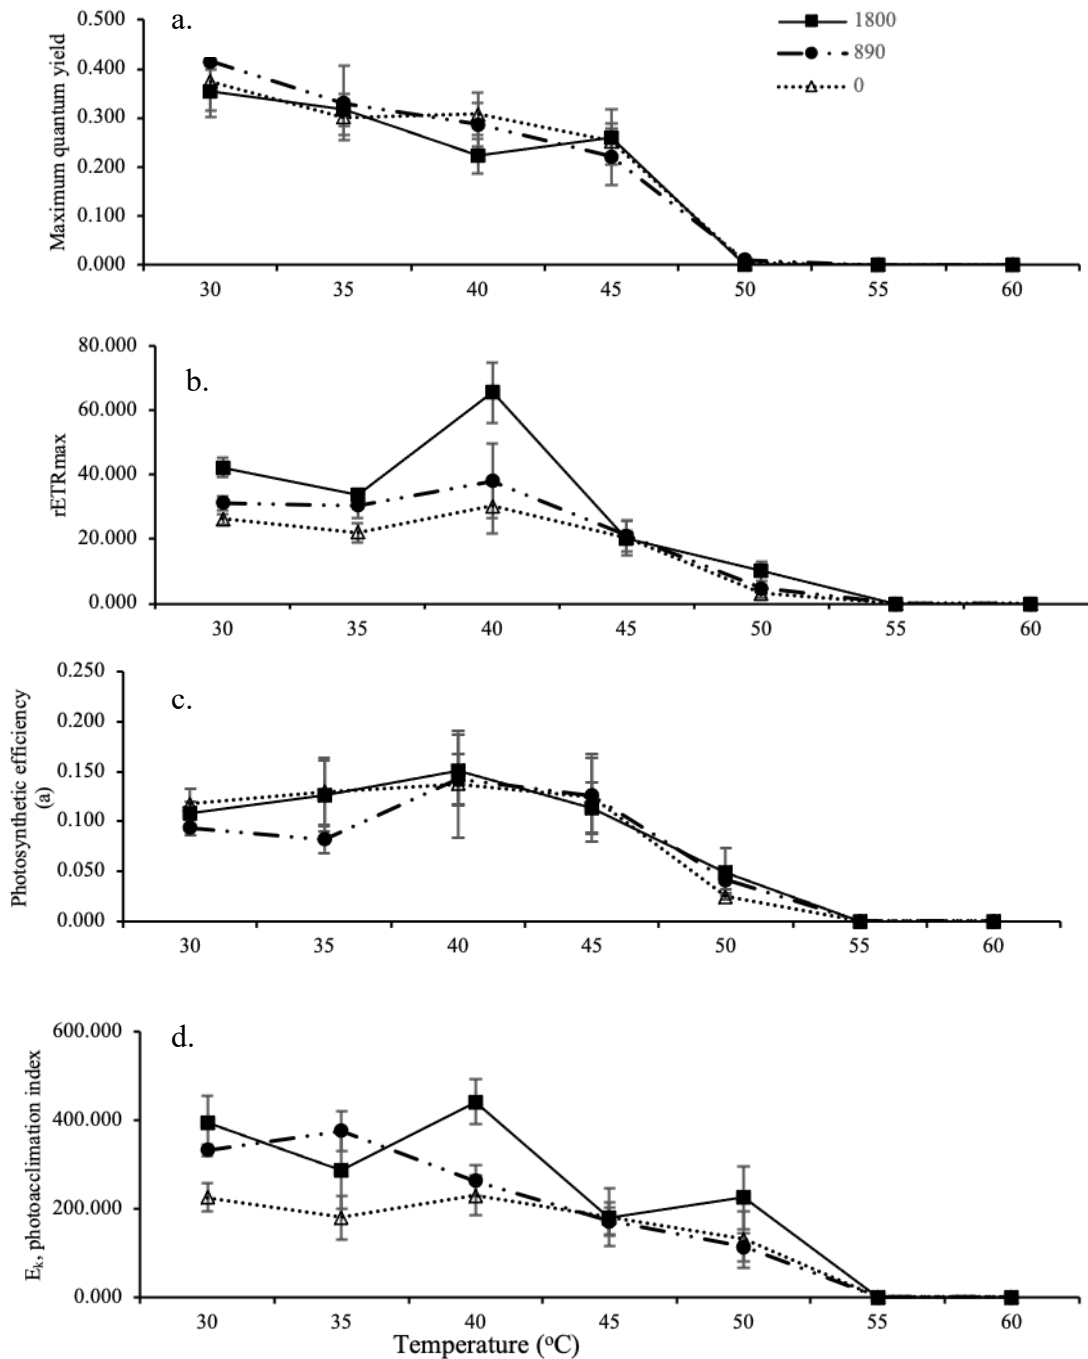 a.
1800
890
0
Maximum quantum yield
0.500
0.400
0.300
0.200
0.100
0.000
30 35 40 45 50 55 60
b.
rETRmax
80.000
60.000
40.000
20.000
0.000
30 35 40 45 50 55 60
c.
Photosynthetic efficiency
(a)
0.250
0.200
0.150
0.100
0.050
0.000
30 35 40 45 50 55 60
d.
Ek, photoacclimation index
600.000
400.000
200.000
0.000
30 35 40 45 50 55 60
Temperature (°C)